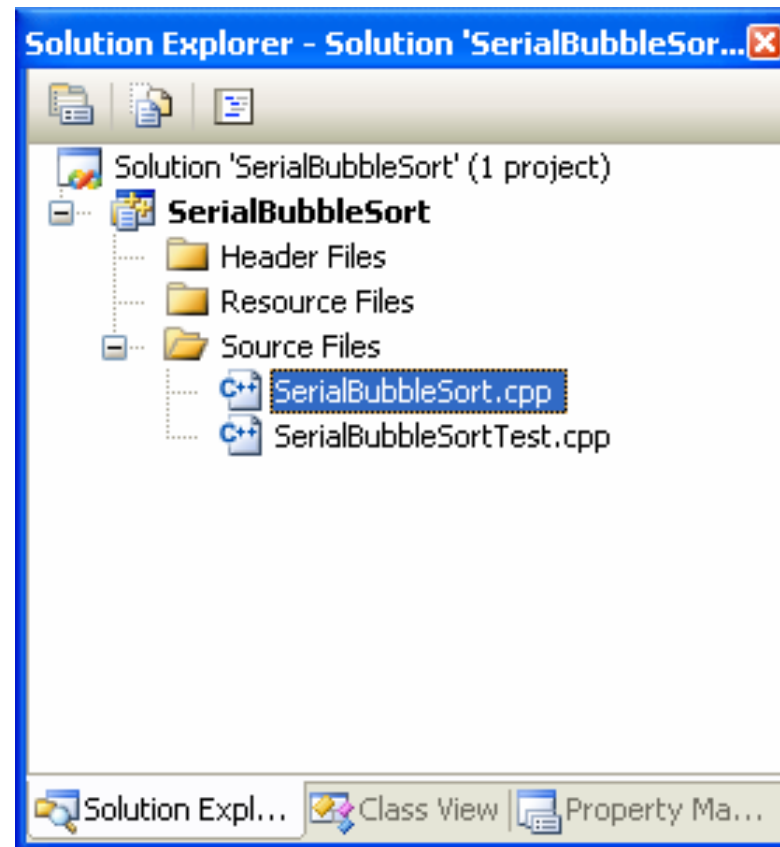 Solution Explorer - Solution 'SerialBubbleSor...
Solution 'SerialBubbleSort' (1 project)
SerialBubbleSort
Header Files
Resource Files
Source Files
C++ SerialBubbleSort.cpp
C++ SerialBubbleSortTest.cpp
Solution Expl... Class View Property Ma...